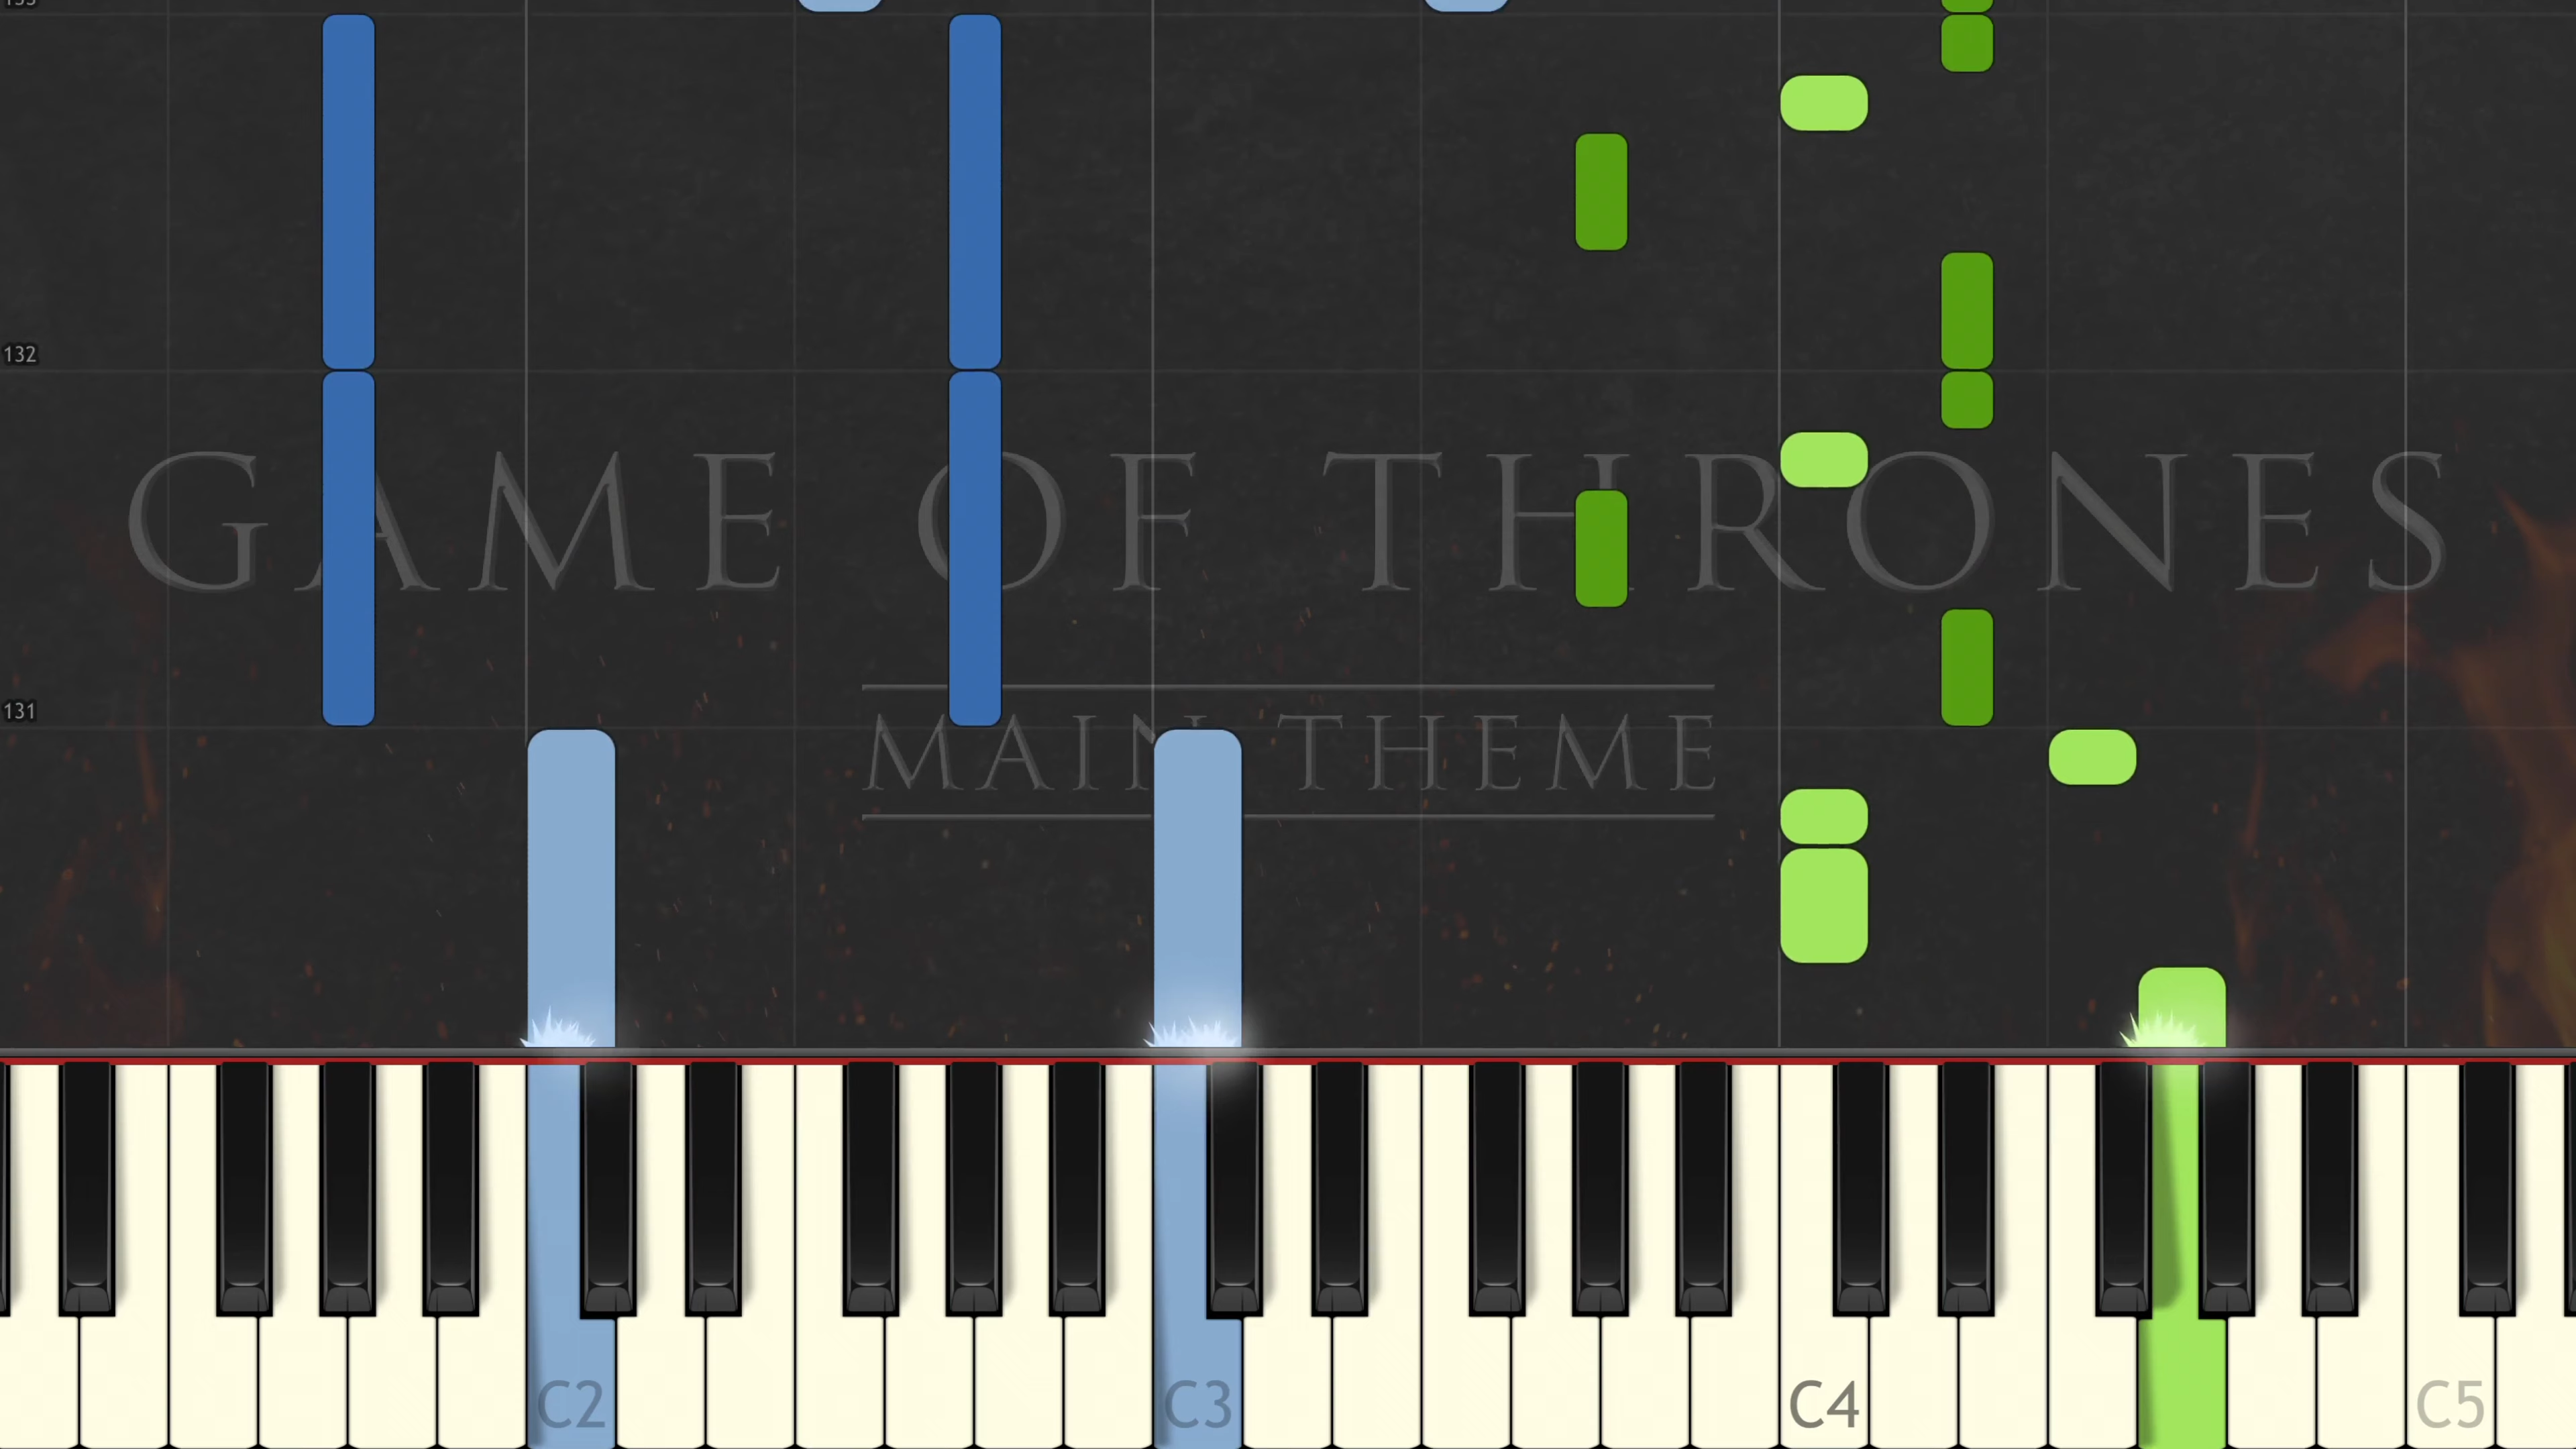 132
GAME OF THRONES
131
MAIN THEME
C2 C3 C4 C5